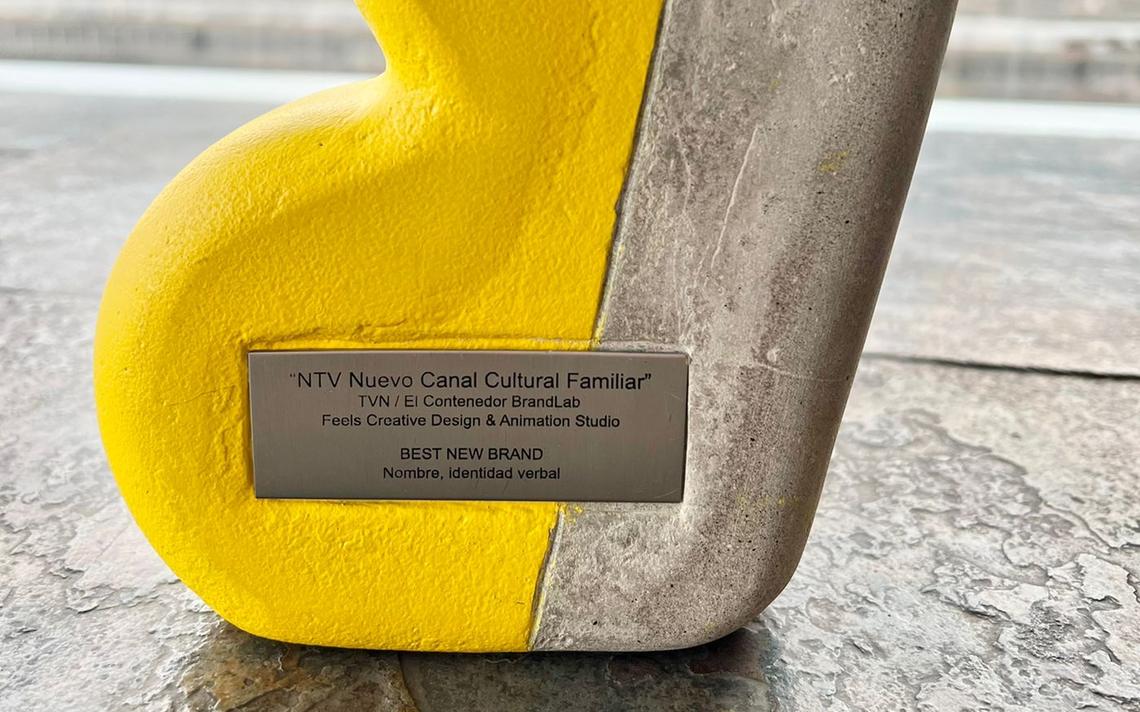 “NTV Nuevo Canal Cultural Familiar”
TVN / El Contenedor BrandLab
Feels Creative Design & Animation Studio
BEST NEW BRAND
Nombre, identidad verbal